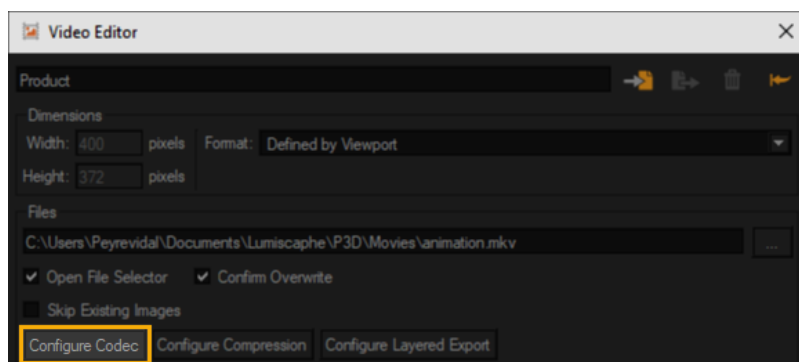 Video Editor
Product
Dimensions
Width: 400 pixels Format: Defined by Viewport
Height: 372 pixels
Files
C:\Users\Peyrevidal\Documents\Lumiscaphe\P3D\Movies\animation.mkv ...
Open File Selector Confirm Overwrite
Skip Existing Images
Configure Codec Configure Compression Configure Layered Export